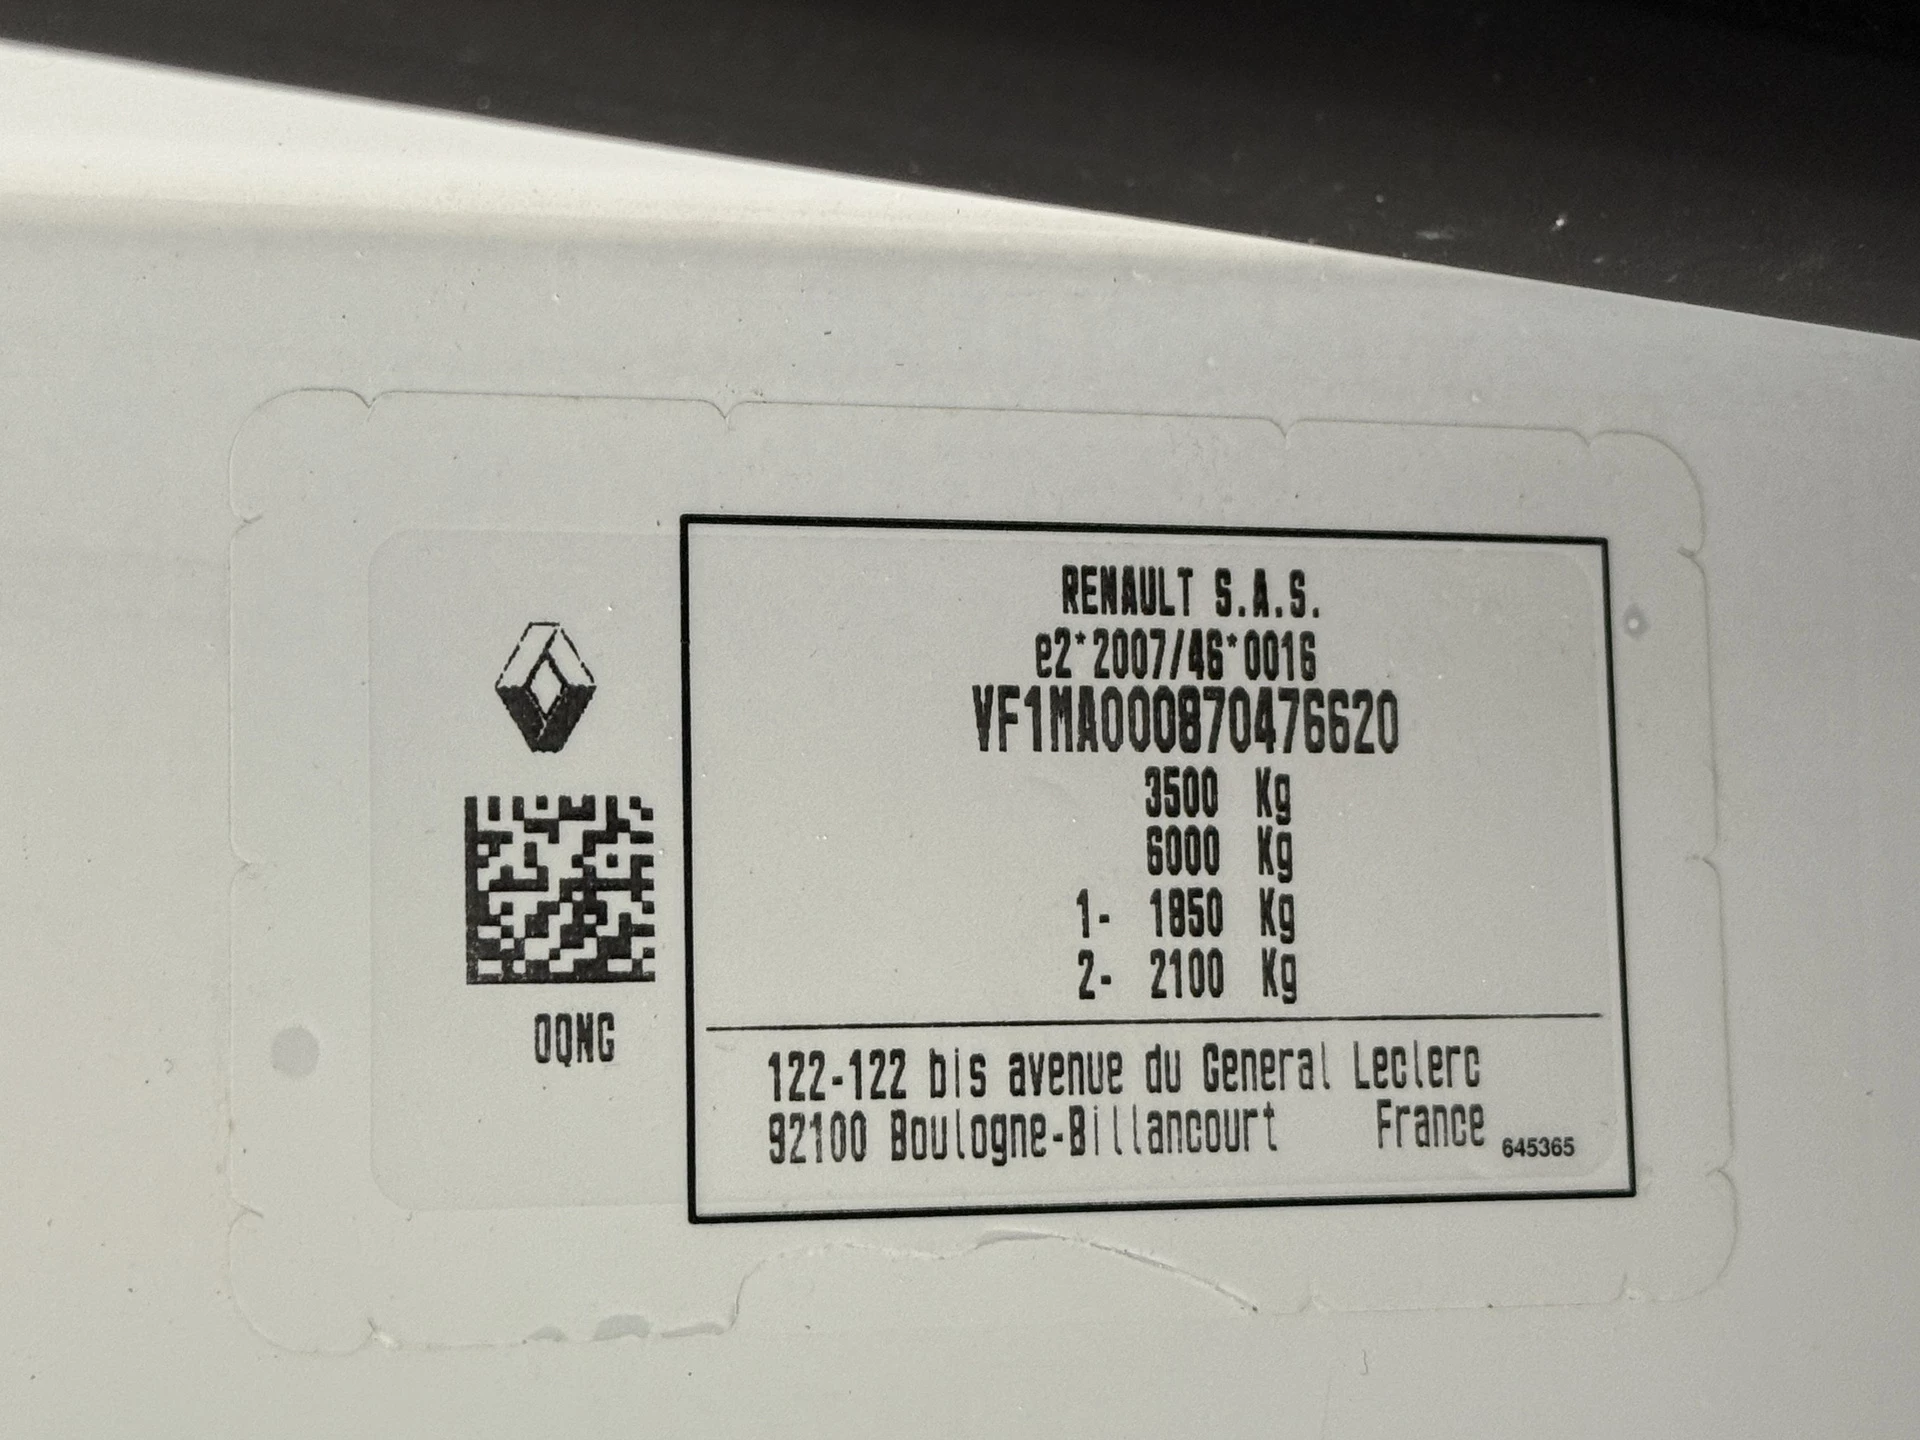 RENAULT S.A.S.
e2*2007/46*0016
VF1MA000870476620
3500 Kg
6000 Kg
1- 1850 Kg
2- 2100 Kg
0QNG
122-122 bis avenue du General Leclerc
92100 Boulogne-Billancourt France 645365